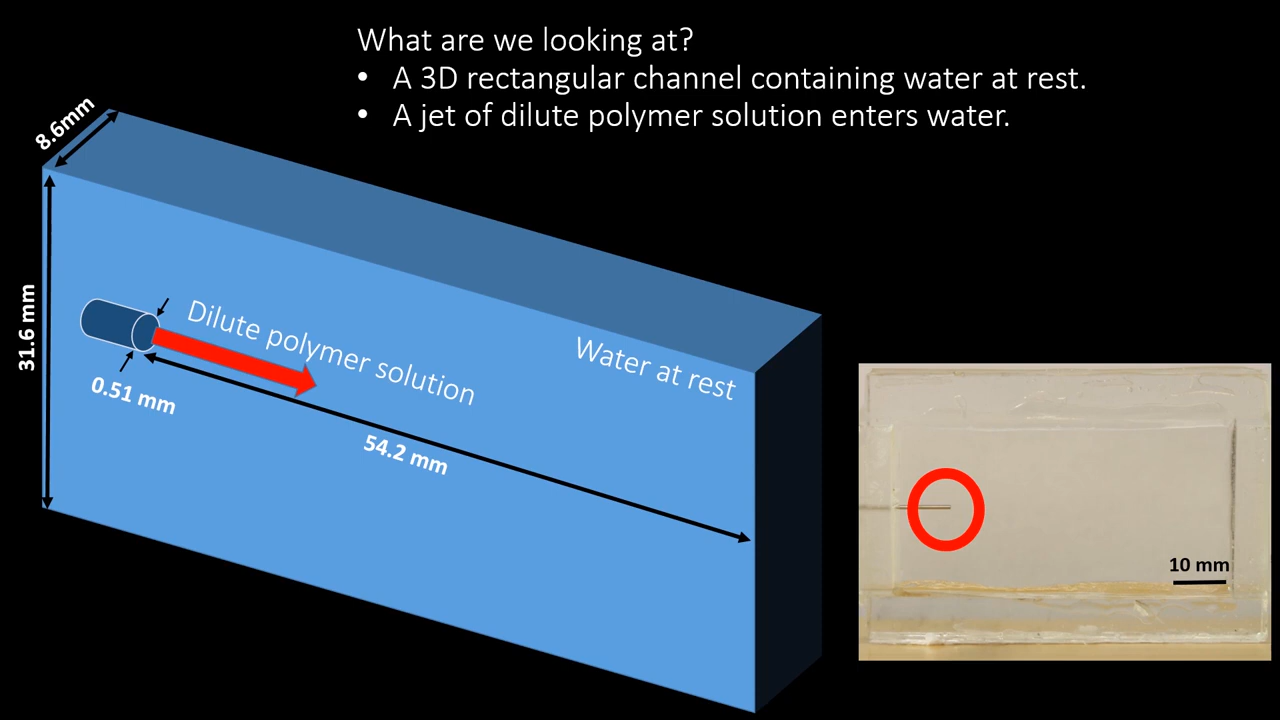 What are we looking at?
• A 3D rectangular channel containing water at rest.
• A jet of dilute polymer solution enters water.
8.6mm
31.6 mm
Dilute polymer solution
Water at rest
0.51 mm
54.2 mm
10 mm